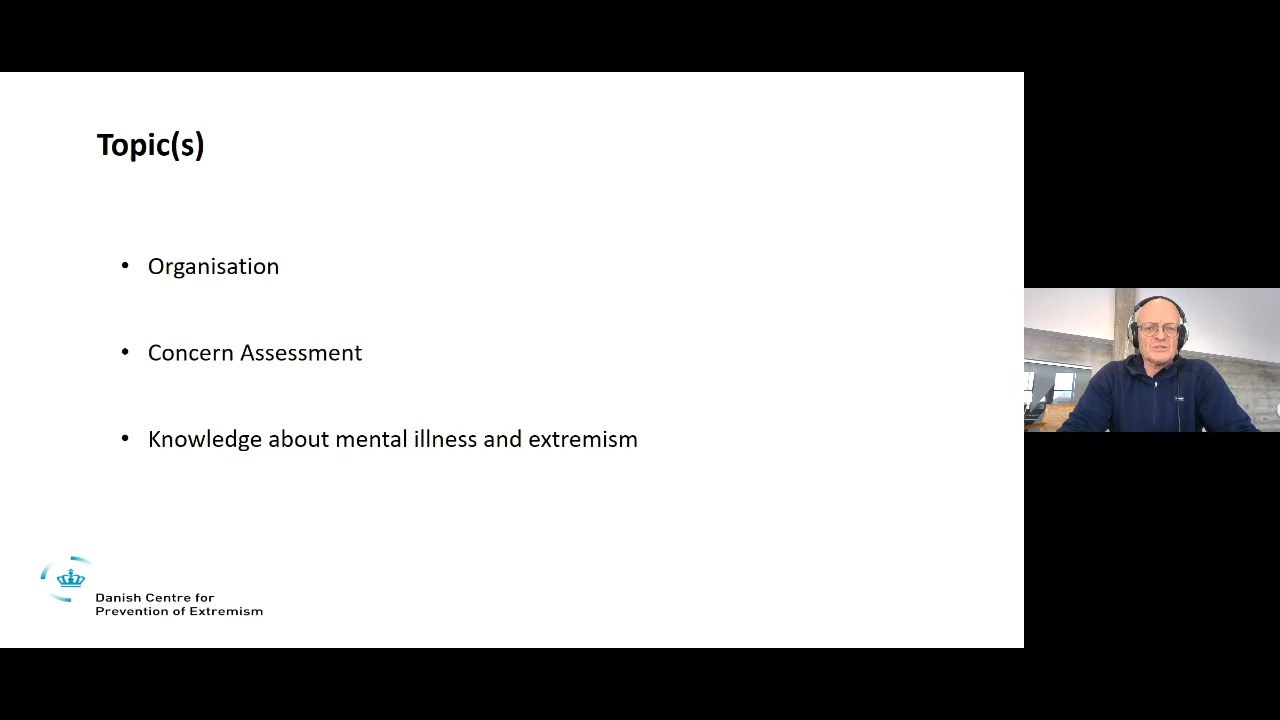 Topic(s)
• Organisation
• Concern Assessment
• Knowledge about mental illness and extremism
Danish Centre for
Prevention of Extremism